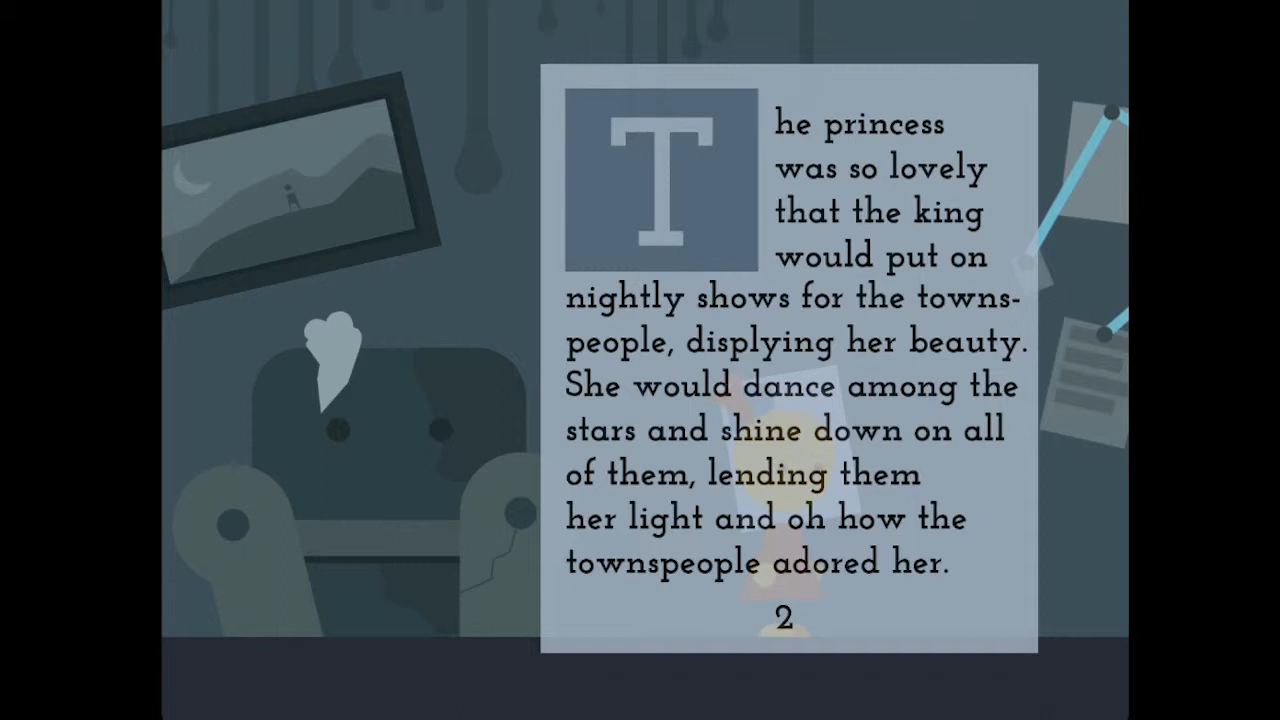 The princess
was so lovely
that the king
would put on
nightly shows for the towns-
people, displying her beauty.
She would dance among the
stars and shine down on all
of them, lending them
her light and oh how the
townspeople adored her.
2